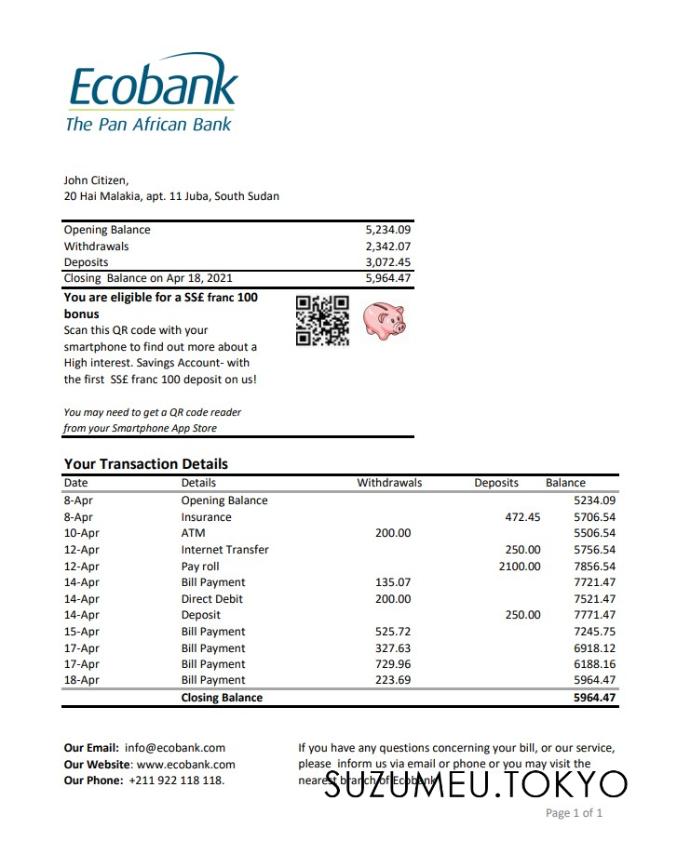 Ecobank
The Pan African Bank
John Citizen,
20 Hai Malakia, apt. 11 Juba, South Sudan
Opening Balance 5,234.09
Withdrawals 2,342.07
Deposits 3,072.45
Closing Balance on Apr 18, 2021 5,964.47
You are eligible for a SS£ franc 100
bonus
Scan this QR code with your
smartphone to find out more about a
High interest. Savings Account- with
the first SS£ franc 100 deposit on us!
You may need to get a QR code reader
from your Smartphone App Store
Your Transaction Details
Date Details Withdrawals Deposits Balance
8-Apr Opening Balance 5234.09
8-Apr Insurance 472.45 5706.54
10-Apr ATM 200.00 5506.54
12-Apr Internet Transfer 250.00 5756.54
12-Apr Pay roll 2100.00 7856.54
14-Apr Bill Payment 135.07 7721.47
14-Apr Direct Debit 200.00 7521.47
14-Apr Deposit 250.00 7771.47
15-Apr Bill Payment 525.72 7245.75
17-Apr Bill Payment 327.63 6918.12
17-Apr Bill Payment 729.96 6188.16
18-Apr Bill Payment 223.69 5964.47
Closing Balance 5964.47
Our Email: info@ecobank.com
Our Website: www.ecobank.com
Our Phone: +211 922 118 118.
If you have any questions concerning your bill, or our service,
please inform us via email or phone or you may visit the
nearest branch of Ecobank
SUZUMEU.TOKYO
Page 1 of 1